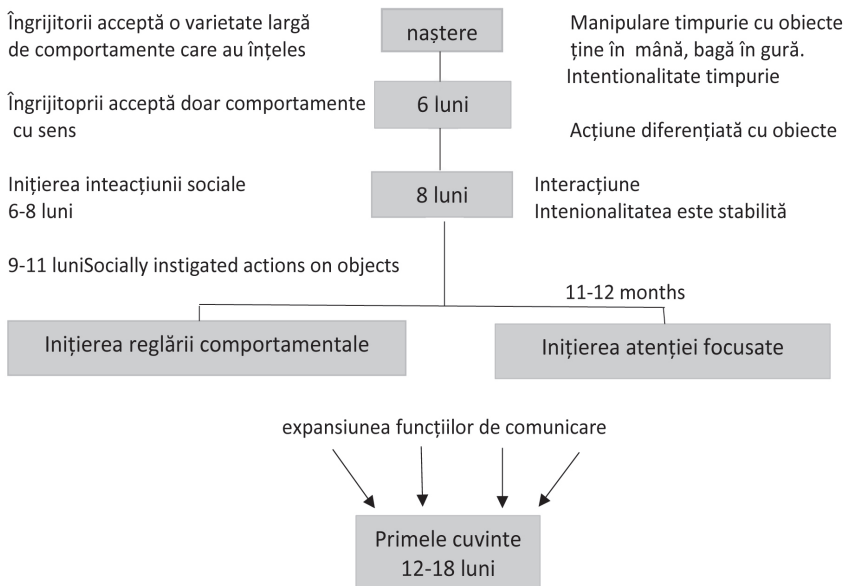 Îngrijitorii acceptă o varietate largă
de comportamente care au înțeles
naștere
Manipulare timpurie cu obiecte
ține în mână, bagă în gură.
Intentionalitate timpurie
Îngrijitoprii acceptă doar comportamente
cu sens
6 luni
Acțiune diferențiată cu obiecte
Inițierea inteacțiunii sociale
6-8 luni
8 luni
Interacțiune
Intenionalitatea este stabilită
9-11 luniSocially instigated actions on objects
11-12 months
Inițierea reglării comportamentale
Inițierea atenției focusate
expansiunea funcțiilor de comunicare
Primele cuvinte
12-18 luni